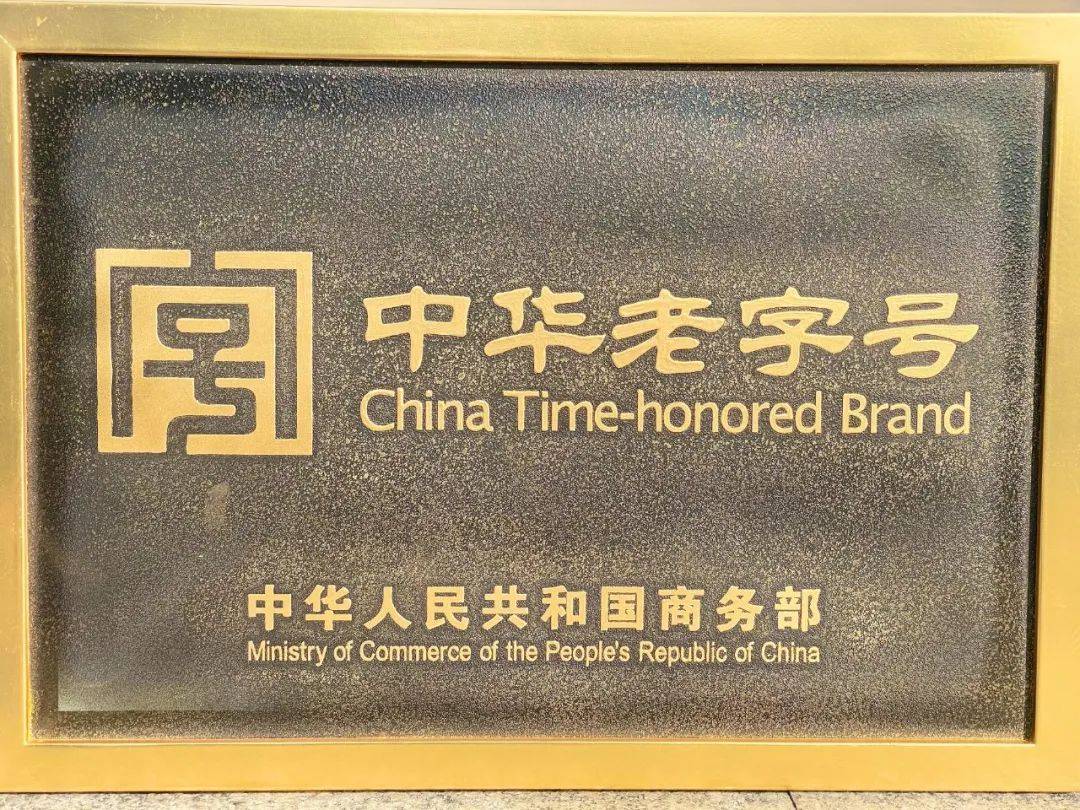 中华老字号
China Time-honored Brand
中华人民共和国商务部
Ministry of Commerce of the People's Republic of China